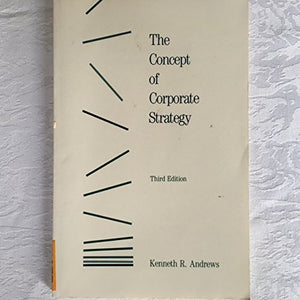 The
Concept
of
Corporate
Strategy
Third Edition
Kenneth R. Andrews